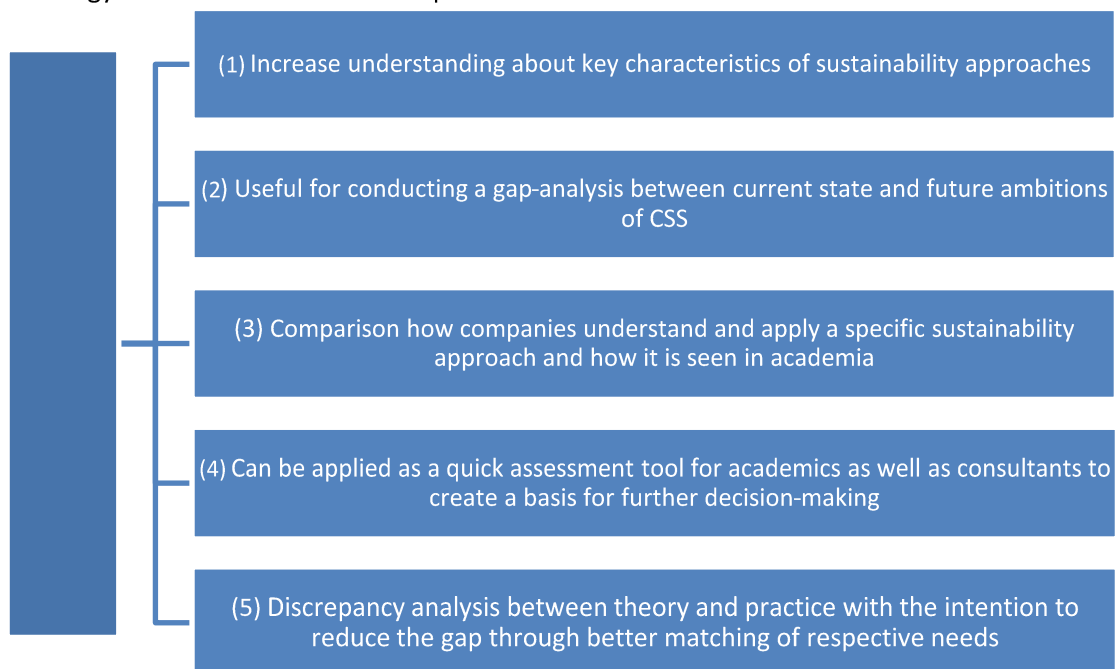 (1) Increase understanding about key characteristics of sustainability approaches
(2) Useful for conducting a gap-analysis between current state and future ambitions
of CSS
(3) Comparison how companies understand and apply a specific sustainability
approach and how it is seen in academia
(4) Can be applied as a quick assessment tool for academics as well as consultants to
create a basis for further decision-making
(5) Discrepancy analysis between theory and practice with the intention to
reduce the gap through better matching of respective needs